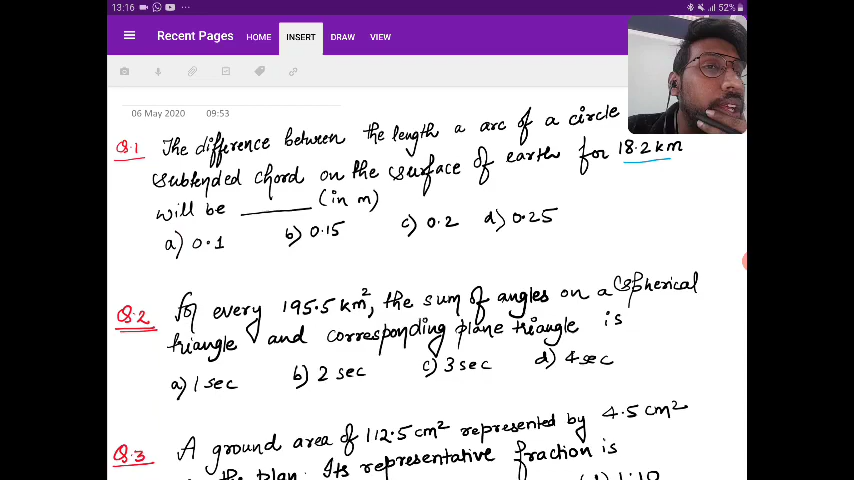 13:16 52%
Recent Pages HOME INSERT DRAW VIEW
06 May 2020 09:53
Q.1 The difference between the length a arc of a circle
subtended chord on the surface of earth for 18.2 km
will be ______ (in m)
a) 0.1 b) 0.15 c) 0.2 d) 0.25
Q.2 for every 195.5 km², the sum of angles on a spherical
triangle and corresponding plane triangle is
a) 1 sec b) 2 sec c) 3 sec d) 4 sec
Q.3 A ground area of 112.5 cm² represented by 4.5 cm²
the plan. Its representative fraction is